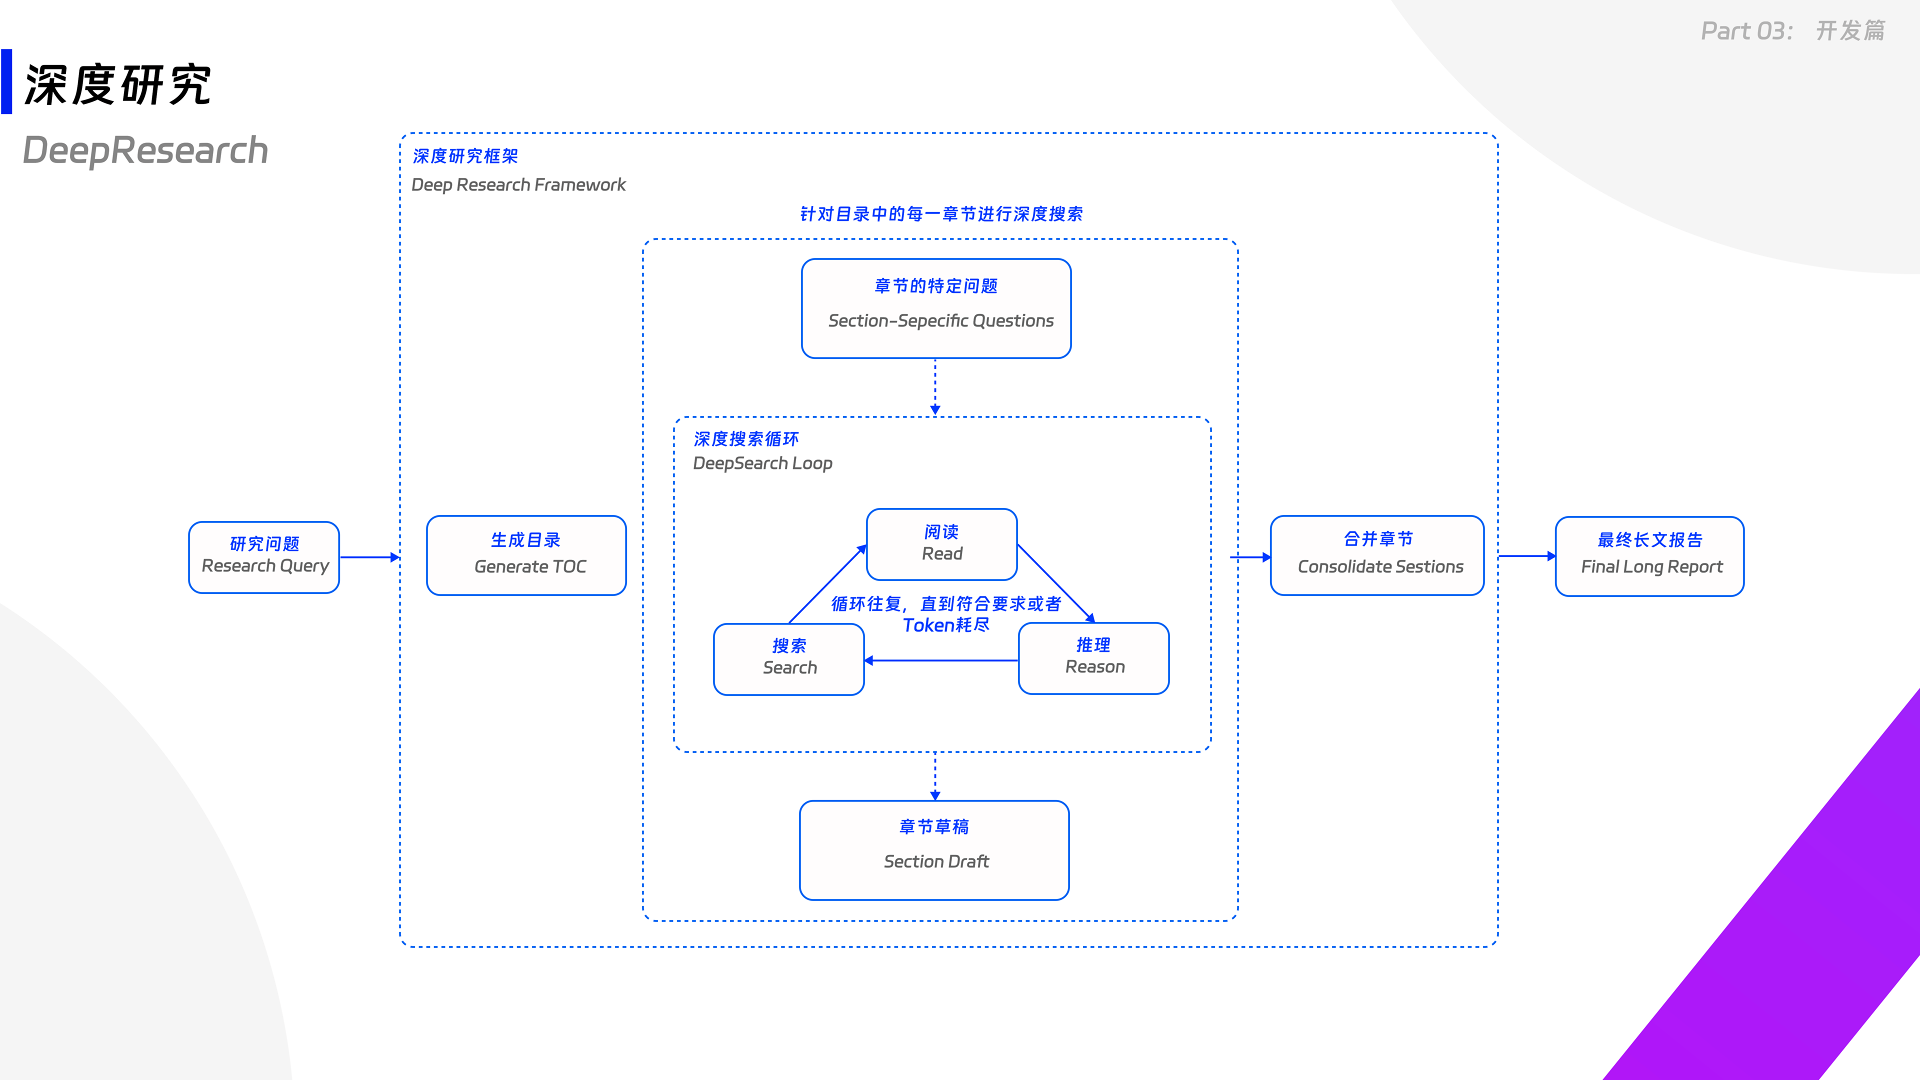 Part 03： 开发篇
深度研究
DeepResearch
深度研究框架
Deep Research Framework
针对目录中的每一章节进行深度搜索
章节的特定问题
Section-Sepecific Questions
深度搜索循环
DeepSearch Loop
研究问题
Research Query
生成目录
Generate TOC
阅读
Read
循环往复，直到符合要求或者
Token耗尽
搜索
Search
推理
Reason
合并章节
Consolidate Sestions
最终长文报告
Final Long Report
章节草稿
Section Draft